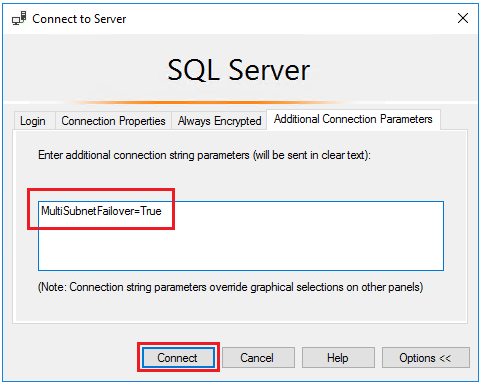 Connect to Server
SQL Server
Login Connection Properties Always Encrypted Additional Connection Parameters
Enter additional connection string parameters (will be sent in clear text):
MultiSubnetFailover=True
(Note: Connection string parameters override graphical selections on other panels)
Connect Cancel Help Options <<